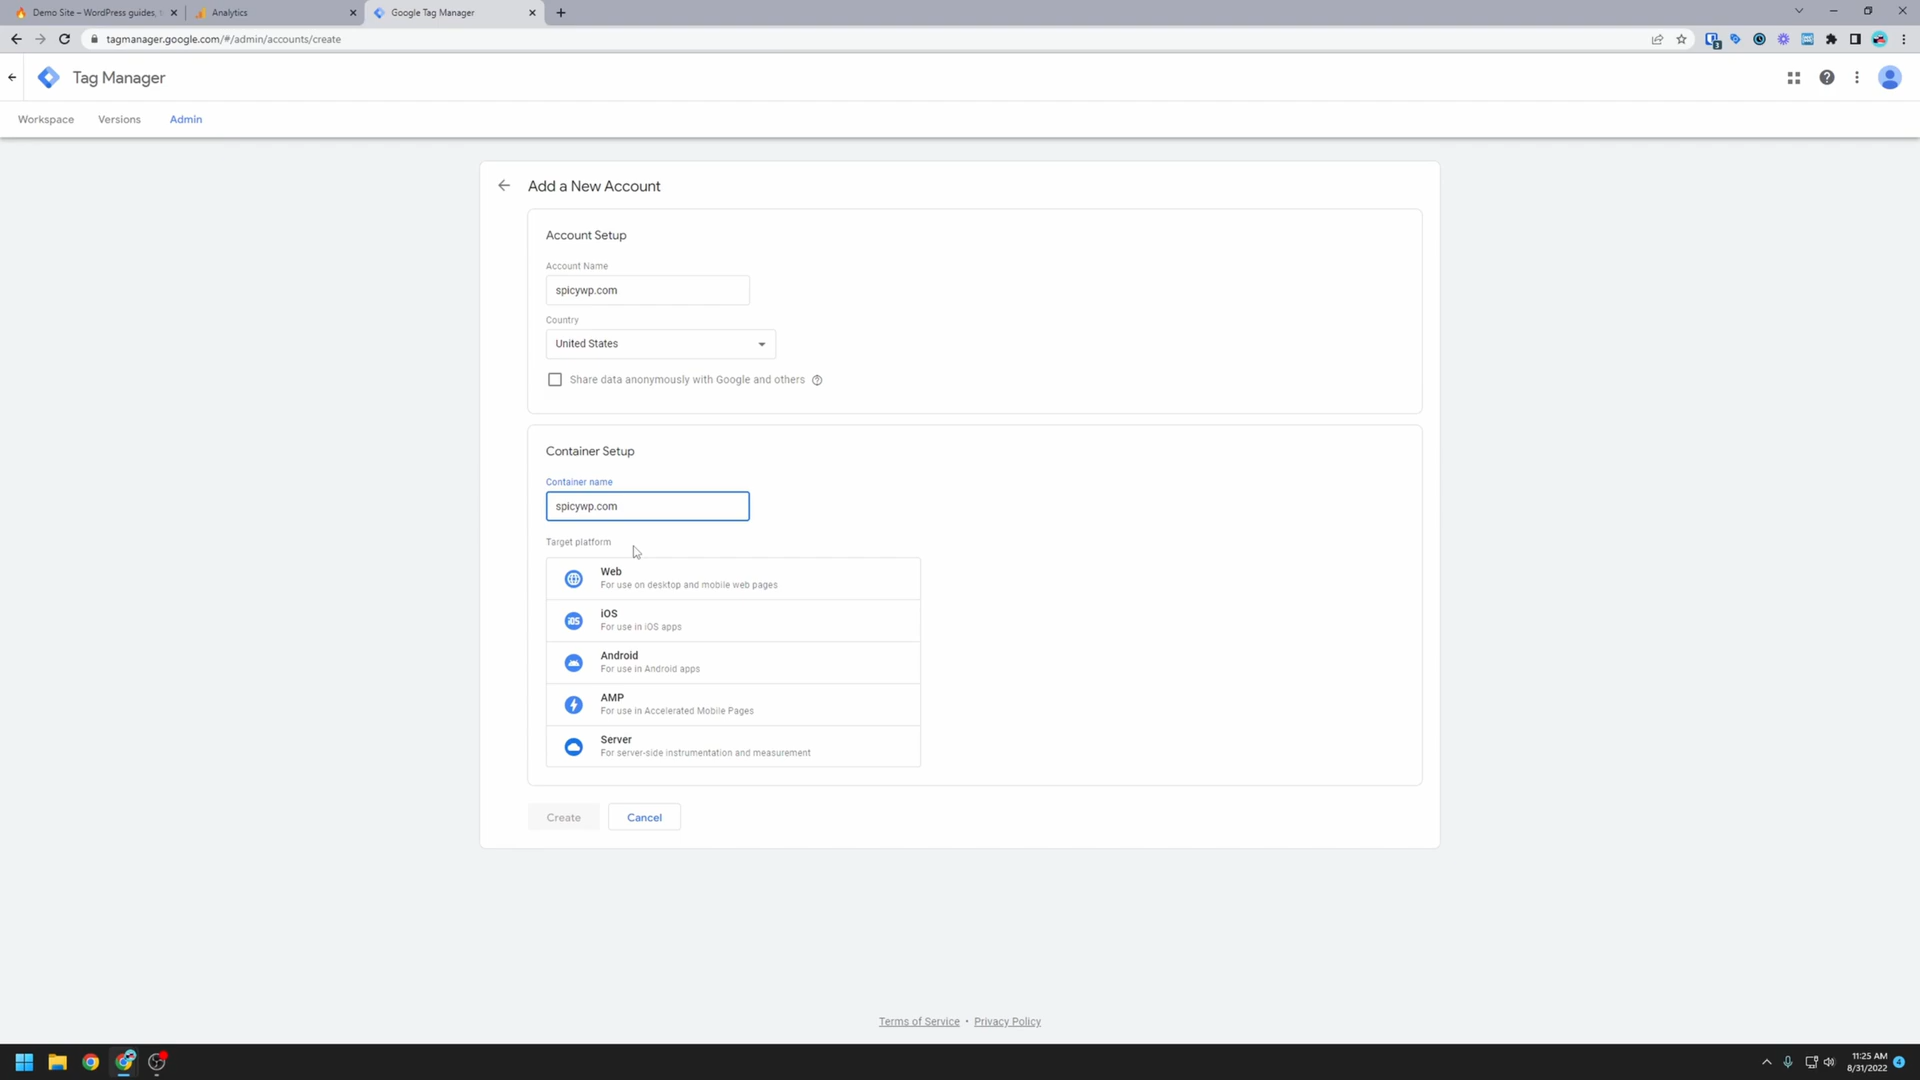 Demo Site – WordPress guides, t
Analytics
Google Tag Manager
tagmanager.google.com/#/admin/accounts/create
3
Tag Manager
Workspace
Versions
Admin
Add a New Account
Account Setup
Account Name
spicywp.com
Country
United States
Share data anonymously with Google and others
Container Setup
Container name
spicywp.com
Target platform
Web
For use on desktop and mobile web pages
iOS
iOS
For use in iOS apps
Android
For use in Android apps
AMP
For use in Accelerated Mobile Pages
Server
For server-side instrumentation and measurement
Create
Cancel
Terms of Service • Privacy Policy
11:25 AM
8/31/2022
4